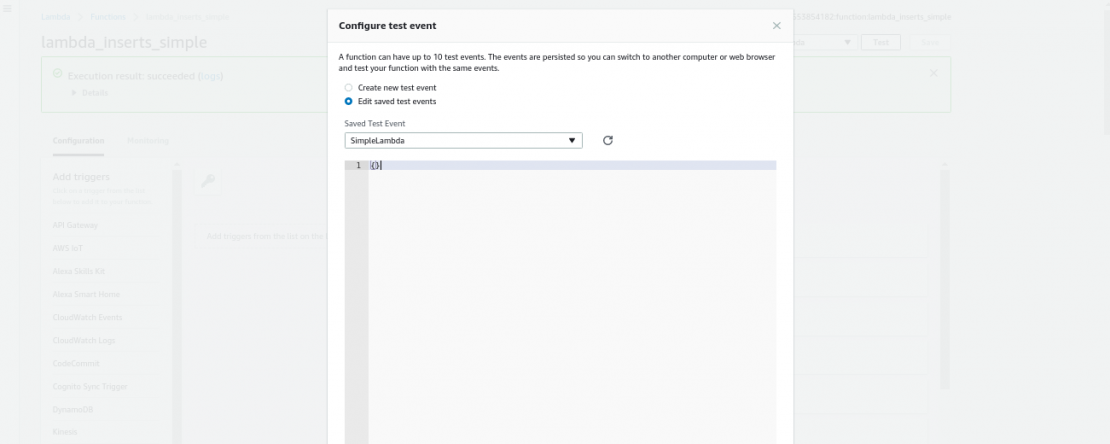 Lambda > Functions > lambda_inserts_simple
lambda_inserts_simple
Test
Execution result: succeeded (logs)
Details
Configuration
Monitoring
Add triggers
API Gateway
AWS IoT
Alexa Skills Kit
Alexa Smart Home
CloudWatch Events
CloudWatch Logs
CodeCommit
Cognito Sync Trigger
DynamoDB
Kinesis
Configure test event
A function can have up to 10 test events. The events are persisted so you can switch to another computer or web browser
and test your function with the same events.
Create new test event
Edit saved test events
Saved Test Event
SimpleLambda
1 {}